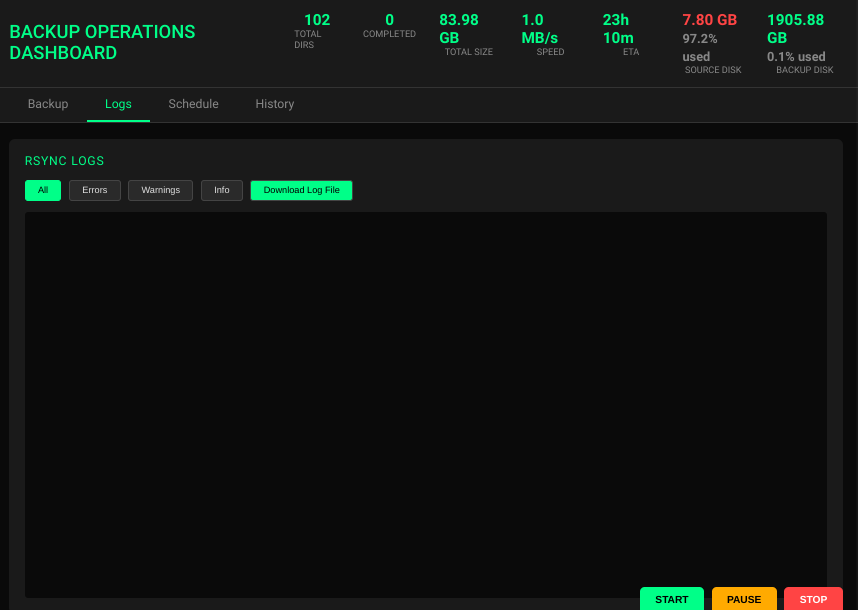 BACKUP OPERATIONS
DASHBOARD
102
TOTAL
DIRS
0
COMPLETED
83.98
GB
TOTAL SIZE
1.0
MB/s
SPEED
23h
10m
ETA
7.80 GB
97.2%
used
SOURCE DISK
1905.88
GB
0.1% used
BACKUP DISK
Backup Logs Schedule History
RSYNC LOGS
All Errors Warnings Info Download Log File
START PAUSE STOP